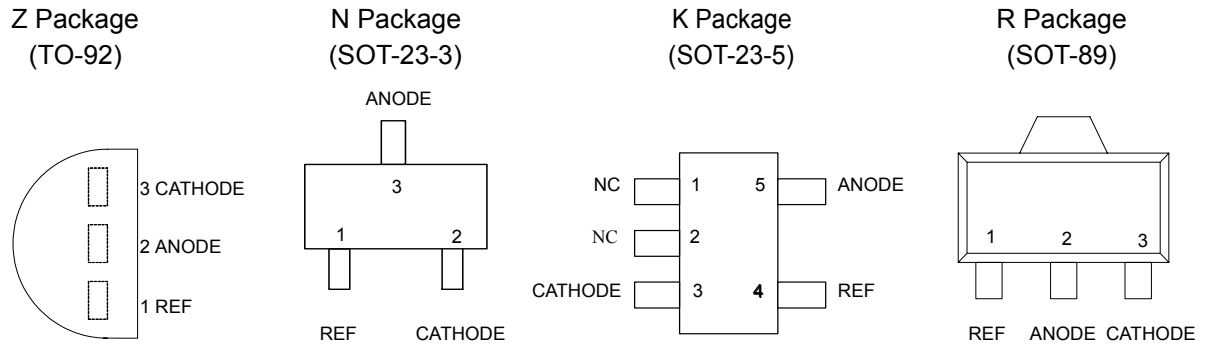 Z Package
(TO-92)
3 CATHODE
2 ANODE
1 REF
N Package
(SOT-23-3)
ANODE
3
1 2
REF CATHODE
K Package
(SOT-23-5)
NC 1 5 ANODE
NC 2
CATHODE 3 4 REF
R Package
(SOT-89)
1 2 3
REF ANODE CATHODE